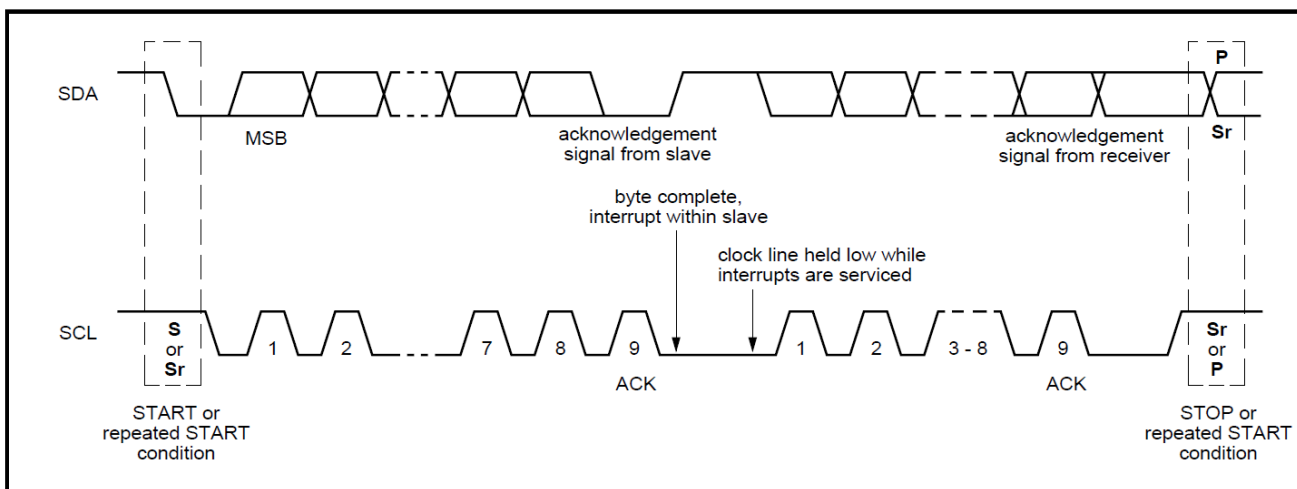 P
SDA
MSB
acknowledgement
signal from slave
acknowledgement
signal from receiver
Sr
byte complete,
interrupt within slave
clock line held low while
interrupts are serviced
SCL
S
or
Sr
1
2
7
8
9
1
2
3 - 8
9
Sr
or
P
ACK
ACK
START or
repeated START
condition
STOP or
repeated START
condition